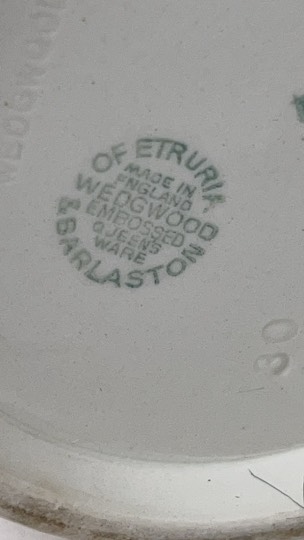 OF ETRURIA
MADE IN
ENGLAND
WEDGWOOD
EMBOSSED
QUEENS
WARE
& BARLASTON
WEDGWOOD
30